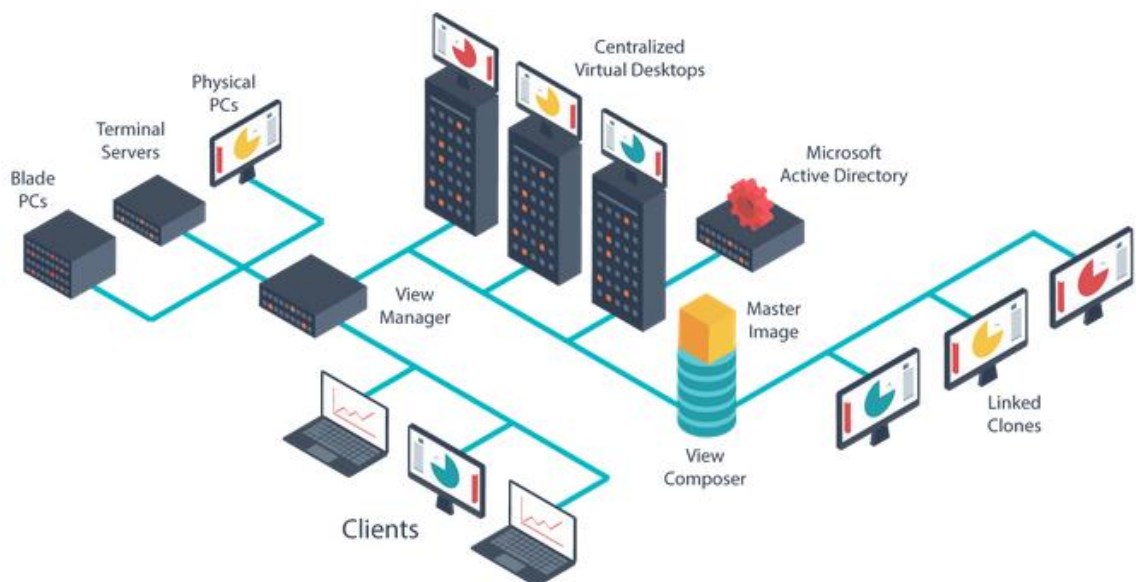 Centralized
Virtual Desktops
Physical
PCs
Terminal
Servers
Blade
PCs
Microsoft
Active Directory
View
Manager
Master
Image
Linked
Clones
View
Composer
Clients